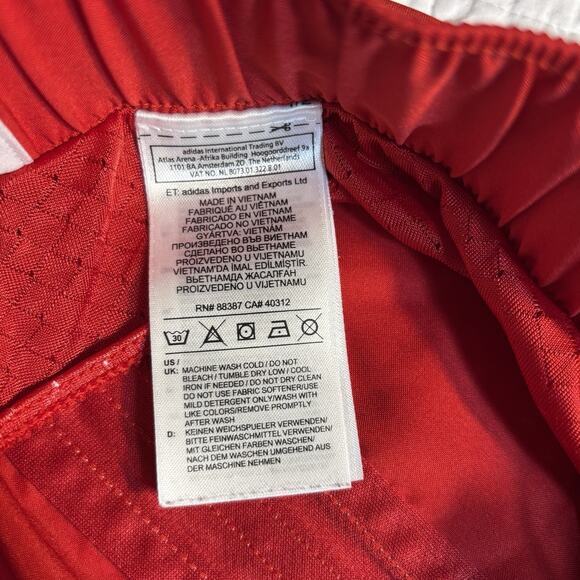 adidas International Trading BV
Atlas Arena -Afrika Building Hoogoorddreef 9a
1101 BA Amsterdam ZO The Netherlands
VAT NO. NL 8073.01.322.B.01
ET: adidas Imports and Exports Ltd
MADE IN VIETNAM
FABRIQUÉ AU VIÊTNAM
FABRICADO EN VIETNAM
FABRICADO NO VIETNAME
GYÁRTVA: VIETNAM
ПРОИЗВЕДЕНО ВЪВ ВИЕТНАМ
СДЕЛАНО ВО ВЬЕТНАМЕ
PROIZVEDENO U VIJETNAMU
VIETNAM'DA İMAL EDİLMİŞTİR.
ВЬЕТНАМДА ЖАСАЛҒАН
PROIZVEDENO U VIJETNAMU
RN# 88387 CA# 40312
30
US /
UK: MACHINE WASH COLD / DO NOT
BLEACH / TUMBLE DRY LOW / COOL
IRON IF NEEDED / DO NOT DRY CLEAN
DO NOT USE FABRIC SOFTENER/USE
MILD DETERGENT ONLY/WASH WITH
LIKE COLORS/REMOVE PROMPTLY
AFTER WASH
D: KEINEN WEICHSPUELER VERWENDEN/
BITTE FEINWASCHMITTEL VERWENDEN/
MIT GLEICHEN FARBEN WASCHEN/
NACH DEM WASCHEN UMGEHEND AUS
DER MASCHINE NEHMEN